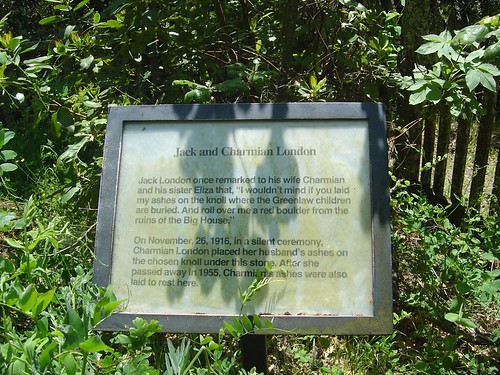 Jack and Charmian London
Jack London once remarked to his wife Charmian
and his sister Eliza that, "I wouldn't mind if you laid
my ashes on the knoll where the Greenlaw children
are buried. And roll over me a red boulder from the
ruins of the Big House."
On November, 26, 1916, in a silent ceremony,
Charmian London placed her husband's ashes on
the chosen knoll under this stone. After she
passed away in 1955, Charmian's ashes were also
laid to rest here.